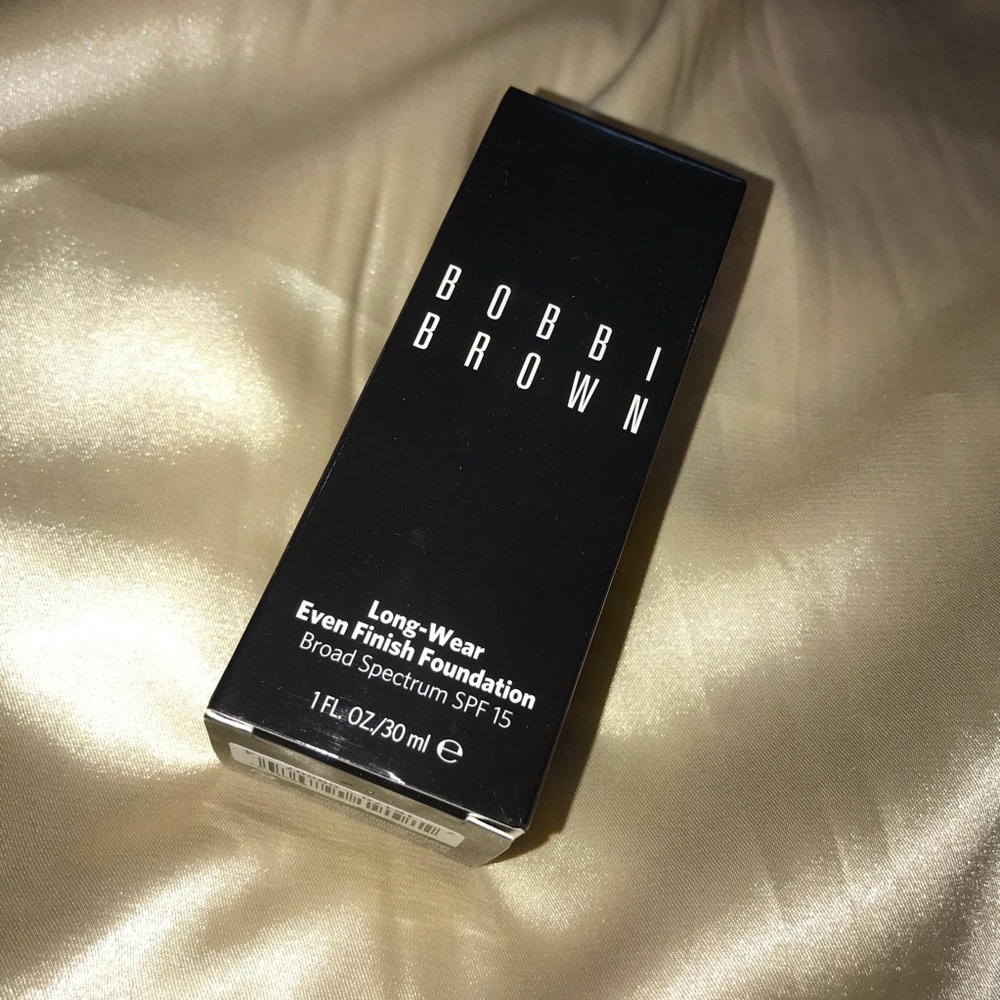 BOBBI
BROWN
Long-Wear
Even Finish Foundation
Broad Spectrum SPF 15
1 FL. OZ./30 ml ℮